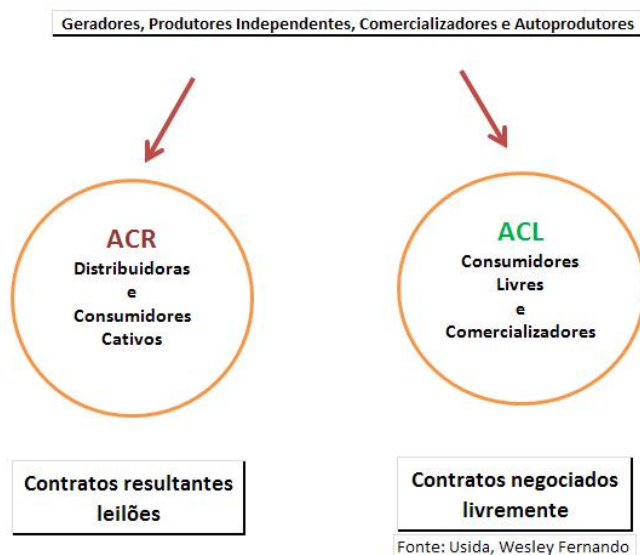 Geradores, Produtores Independentes, Comercializadores e Autoprodutores
ACR
Distribuidoras
e
Consumidores
Cativos
ACL
Consumidores
Livres
e
Comercializadores
Contratos resultantes
leilões
Contratos negociados
livremente
Fonte: Usida, Wesley Fernando